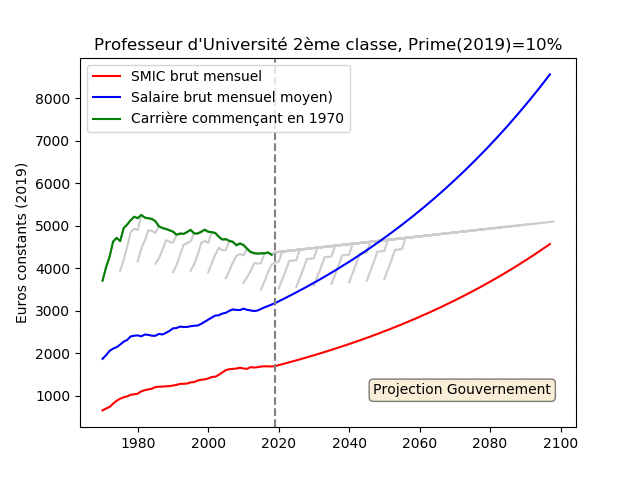 Professeur d'Université 2ème classe, Prime(2019)=10%
SMIC brut mensuel
Salaire brut mensuel moyen)
Carrière commençant en 1970
Euros constants (2019)
8000
7000
6000
5000
4000
3000
2000
1000
Projection Gouvernement
1980
2000
2020
2040
2060
2080
2100